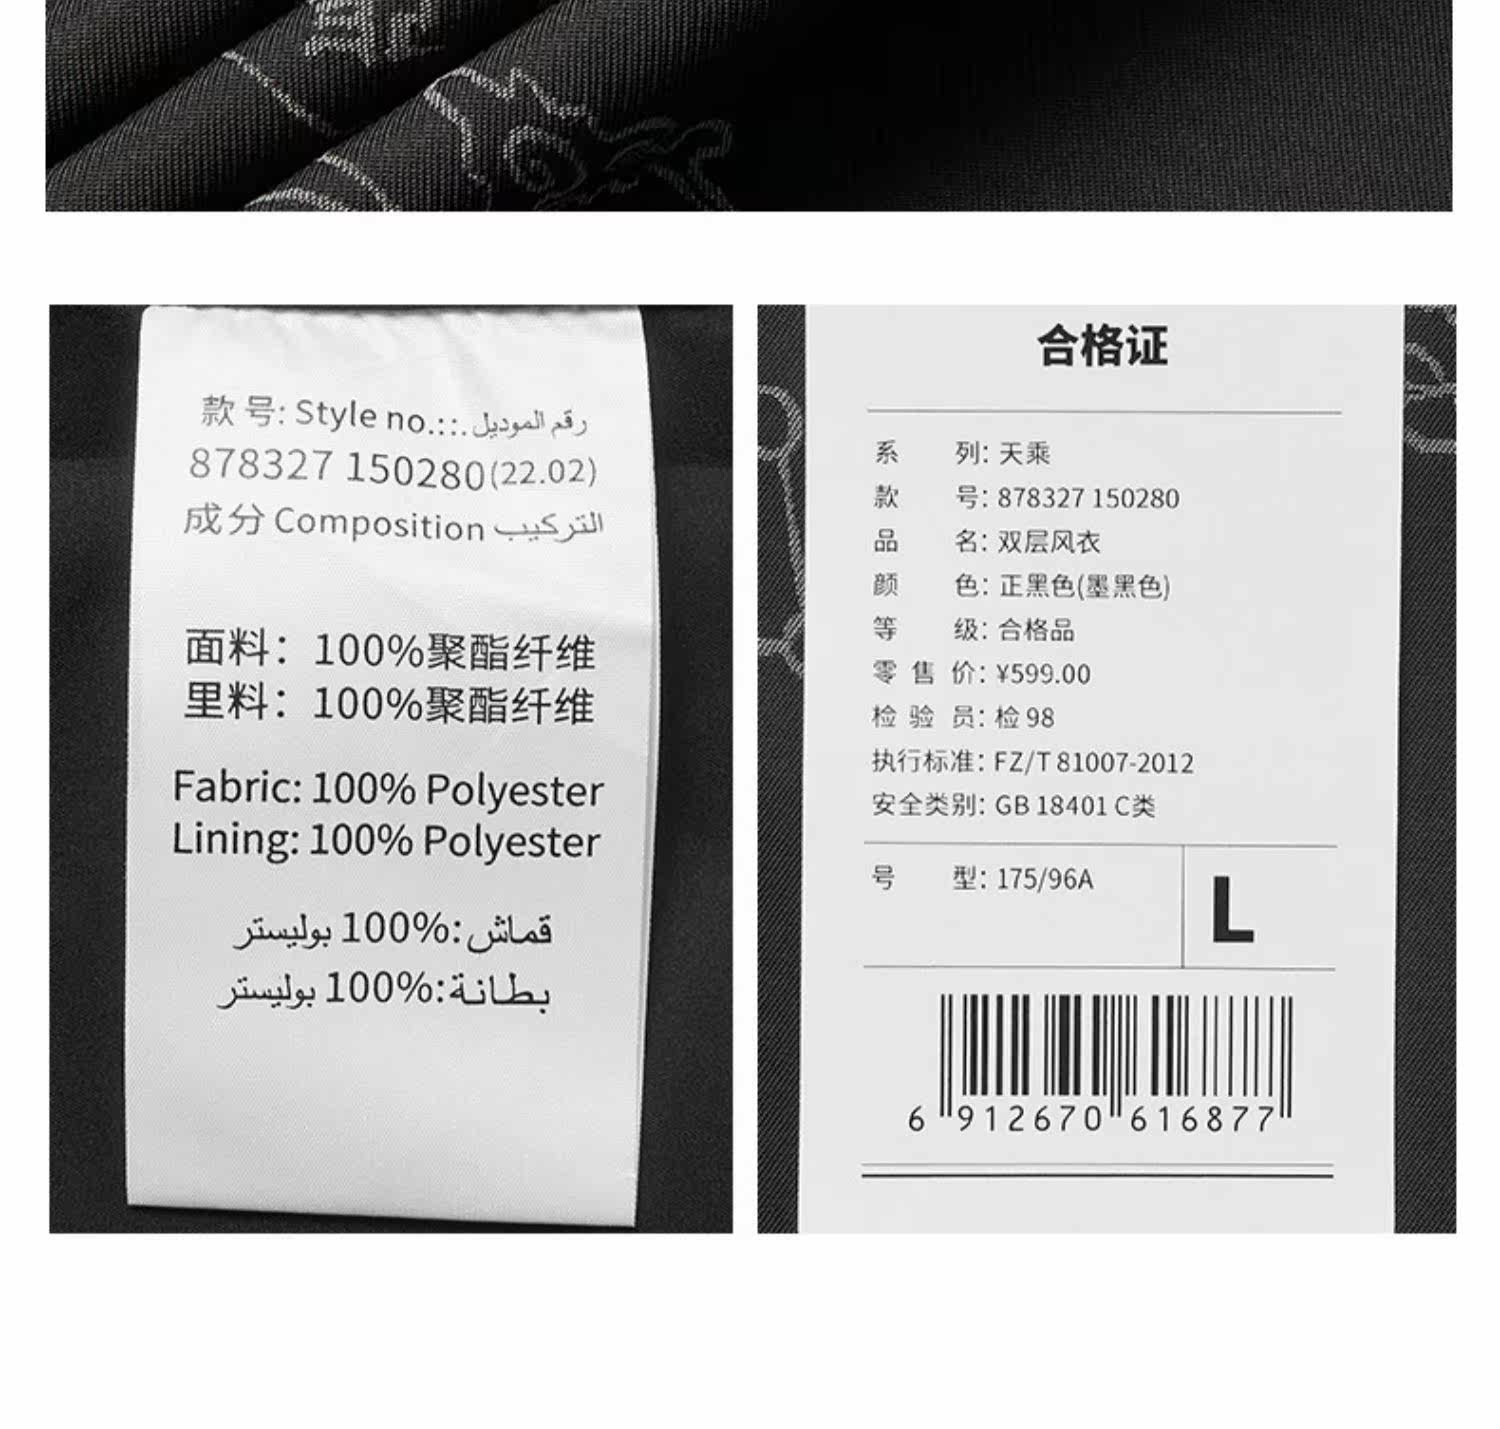 款 号: Style no.::.رقم الموديل
878327 150280(22.02)
成分 Composition التركيب
面料：100%聚酯纤维
里料：100%聚酯纤维
Fabric: 100% Polyester
Lining: 100% Polyester
قماش:100% بوليستر
بطانة:100% بوليستر
合格证
系 列: 天乘
款 号: 878327 150280
品 名: 双层风衣
颜 色: 正黑色(墨黑色)
等 级: 合格品
零 售 价: ¥599.00
检 验 员: 检 98
执行标准: FZ/T 81007-2012
安全类别: GB 18401 C类
号 型: 175/96A
L
6 912670 616877